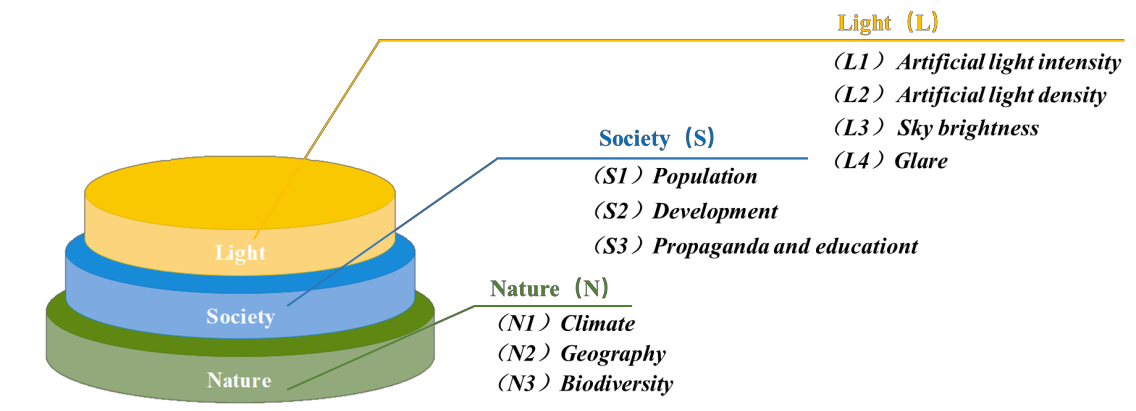 Light（L）
（L1）Artificial light intensity
（L2）Artificial light density
（L3）Sky brightness
（L4）Glare
Society（S）
（S1）Population
（S2）Development
（S3）Propaganda and educationt
Nature（N）
（N1）Climate
（N2）Geography
（N3）Biodiversity
Light
Society
Nature